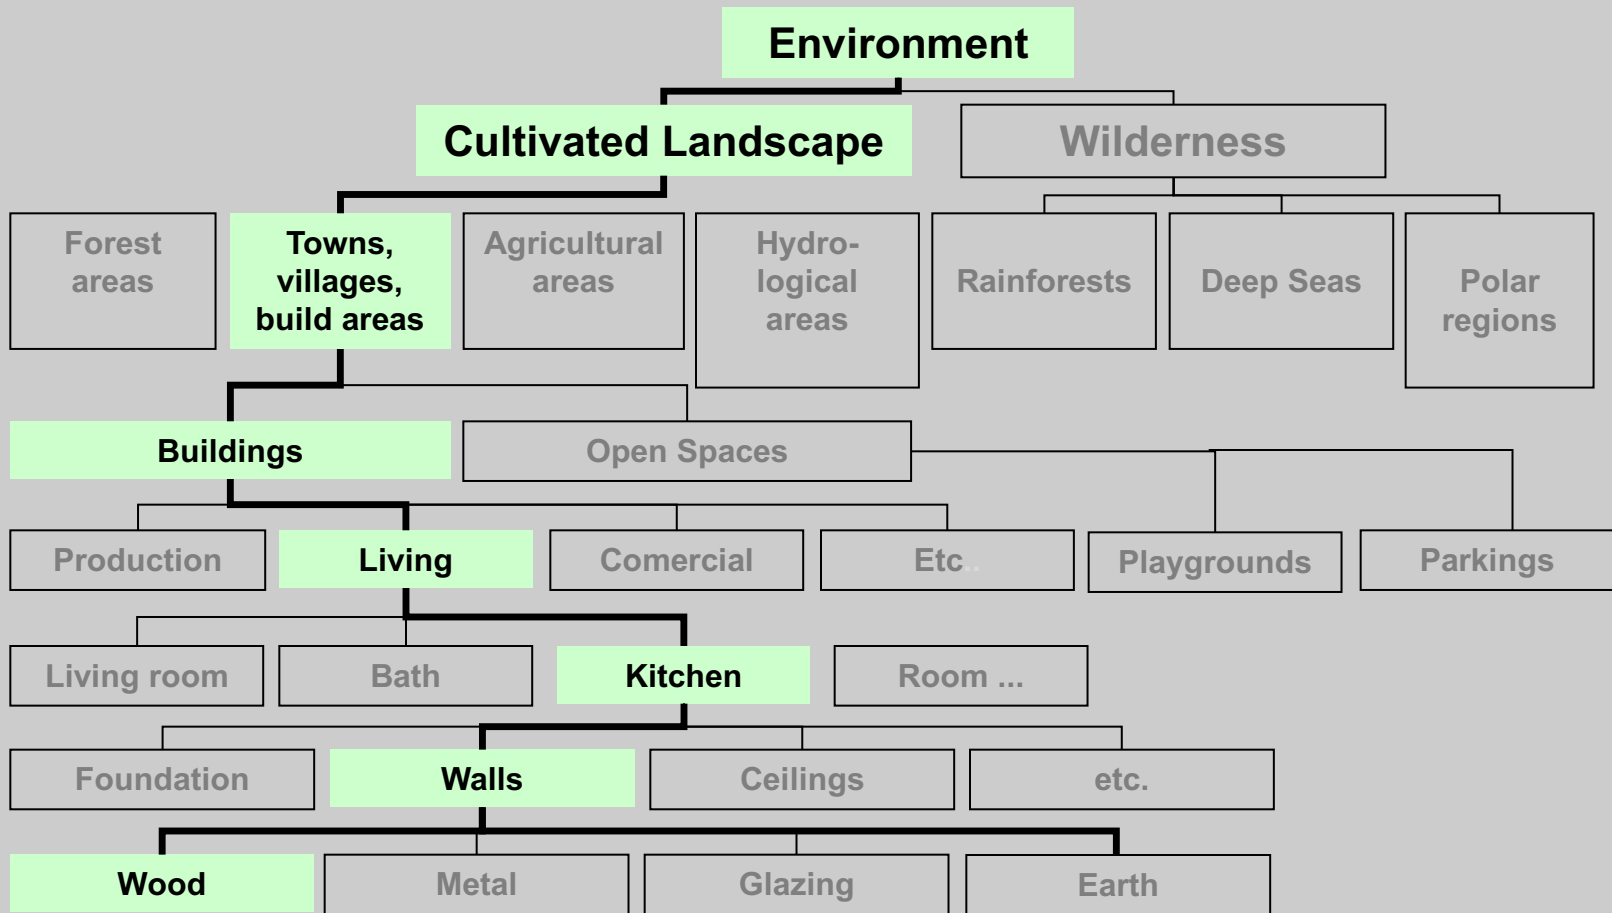 Environment
Cultivated Landscape
Wilderness
Forest
areas
Towns,
villages,
build areas
Agricultural
areas
Hydro-
logical
areas
Rainforests
Deep Seas
Polar
regions
Buildings
Open Spaces
Production
Living
Comercial
Etc..
Playgrounds
Parkings
Living room
Bath
Kitchen
Room ...
Foundation
Walls
Ceilings
etc.
Wood
Metal
Glazing
Earth